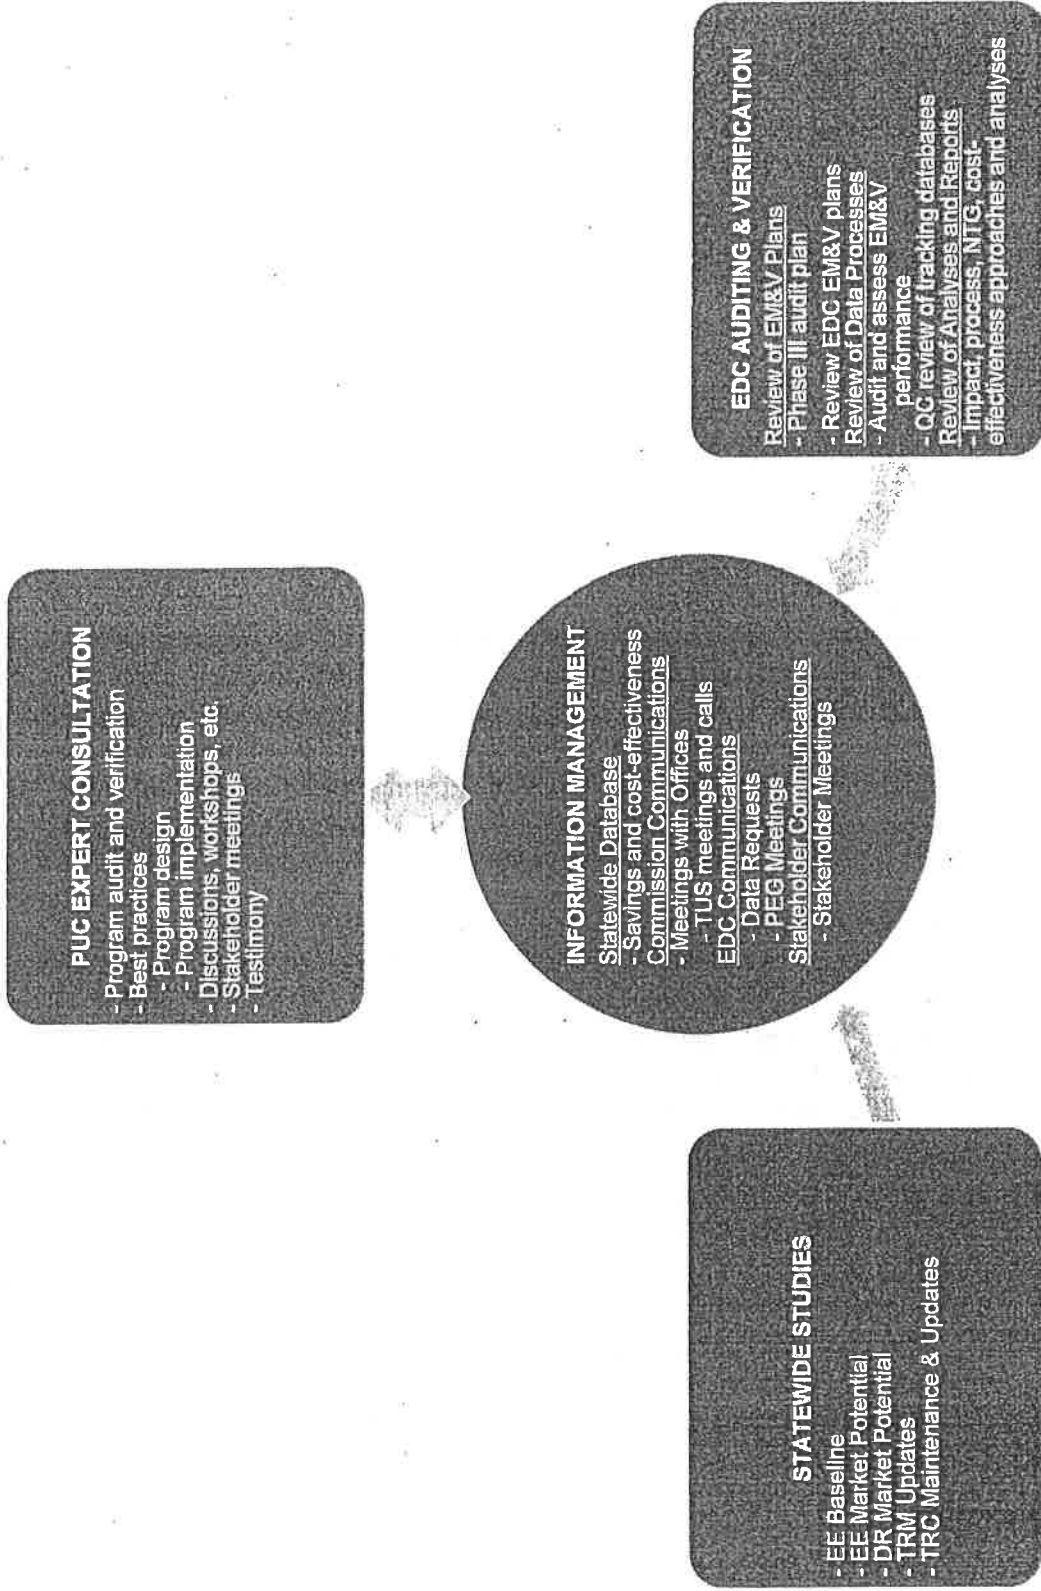 PUC EXPERT CONSULTATION
- Program audit and verification
- Best practices
- Program design
- Program implementation
- Discussions, workshops, etc.
- Stakeholder meetings
- Testimony
INFORMATION MANAGEMENT
Statewide Database
- Savings and cost-effectiveness
Commission Communications
- Meetings with Offices
- TUS meetings and calls
EDC Communications
- Data Requests
- PEG Meetings
Stakeholder Communications
- Stakeholder Meetings
STATEWIDE STUDIES
- EE Baseline
- EE Market Potential
- DR Market Potential
- TRM Updates
- TRC Maintenance & Updates
EDC AUDITING & VERIFICATION
Review of EM&V Plans
- Phase III audit plan
- Review EDC EM&V plans
Review of Data Processes
- Audit and assess EM&V
performance
- QC review of tracking databases
Review of Analyses and Reports
- Impact, process, NTG, cost-
effectiveness approaches and analyses